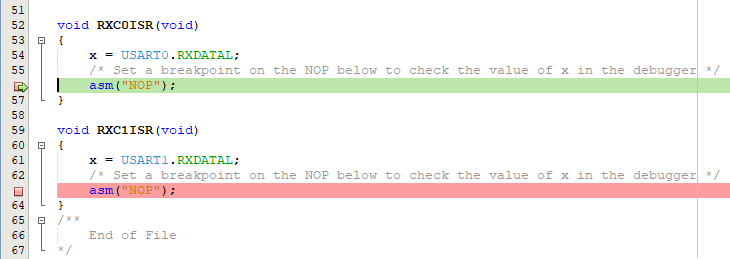 51
52 void RXC0ISR(void)
53 {
54 x = USART0.RXDATAL;
55 /* Set a breakpoint on the NOP below to check the value of x in the debugger */
asm("NOP");
57 }
58
59 void RXC1ISR(void)
60 {
61 x = USART1.RXDATAL;
62 /* Set a breakpoint on the NOP below to check the value of x in the debugger */
asm("NOP");
64 }
65 /**
66 End of File
67 */